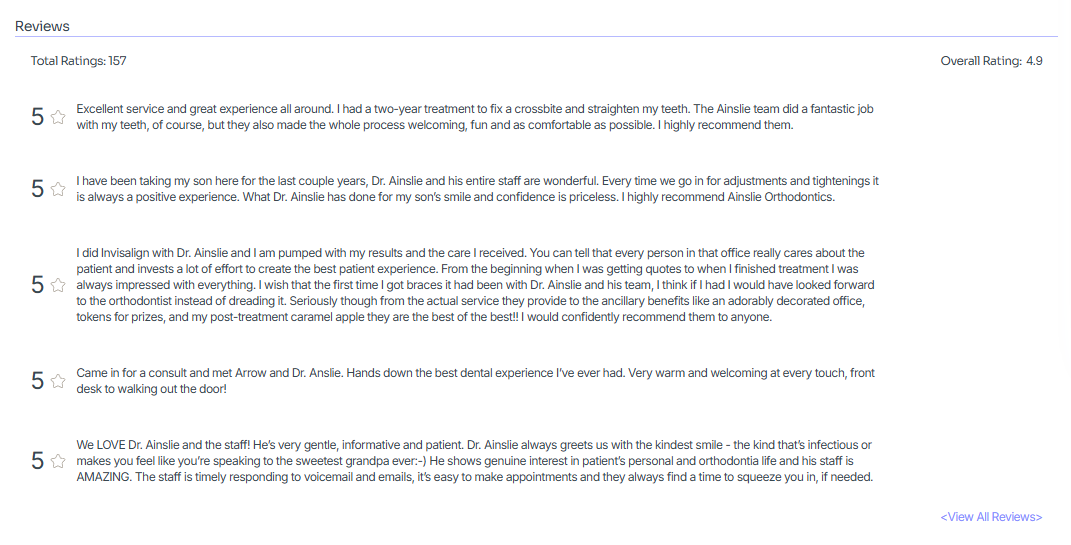 Reviews
Total Ratings: 157
Overall Rating: 4.9
Excellent service and great experience all around. I had a two-year treatment to fix a crossbite and straighten my teeth. The Ainslie team did a fantastic job
5
with my teeth, of course, but they also made the whole process welcoming, fun and as comfortable as possible. I highly recommend them.
I have been taking my son here for the last couple years, Dr. Ainslie and his entire staff are wonderful. Every time we go in for adjustments and tightenings it
5
is always a positive experience. What Dr. Ainslie has done for my son's smile and confidence is priceless. I highly recommend Ainslie Orthodontics.
I did Invisalign with Dr. Ainslie and I am pumped with my results and the care I received. You can tell that every person in that office really cares about the
patient and invests a lot of effort to create the best patient experience. From the beginning when I was getting quotes to when I finished treatment I was
5
always impressed with everything. I wish that the first time I got braces it had been with Dr. Ainslie and his team, I think if I had I would have looked forward
to the orthodontist instead of dreading it. Seriously though from the actual service they provide to the ancillary benefits like an adorably decorated office,
tokens for prizes, and my post-treatment caramel apple they are the best of the best!! I would confidently recommend them to anyone.
Came in for a consult and met Arrow and Dr. Anslie. Hands down the best dental experience I've ever had. Very warm and welcoming at every touch, front
5
desk to walking out the door!
We LOVE Dr. Ainslie and the staff! He's very gentle, informative and patient. Dr. Ainslie always greets us with the kindest smile - the kind that's infectious or
5
makes you feel like you're speaking to the sweetest grandpa ever:-) He shows genuine interest in patient's personal and orthodontia life and his staff is
AMAZING. The staff is timely responding to voicemail and emails, it's easy to make appointments and they always find a time to squeeze you in, if needed.
<View All Reviews>